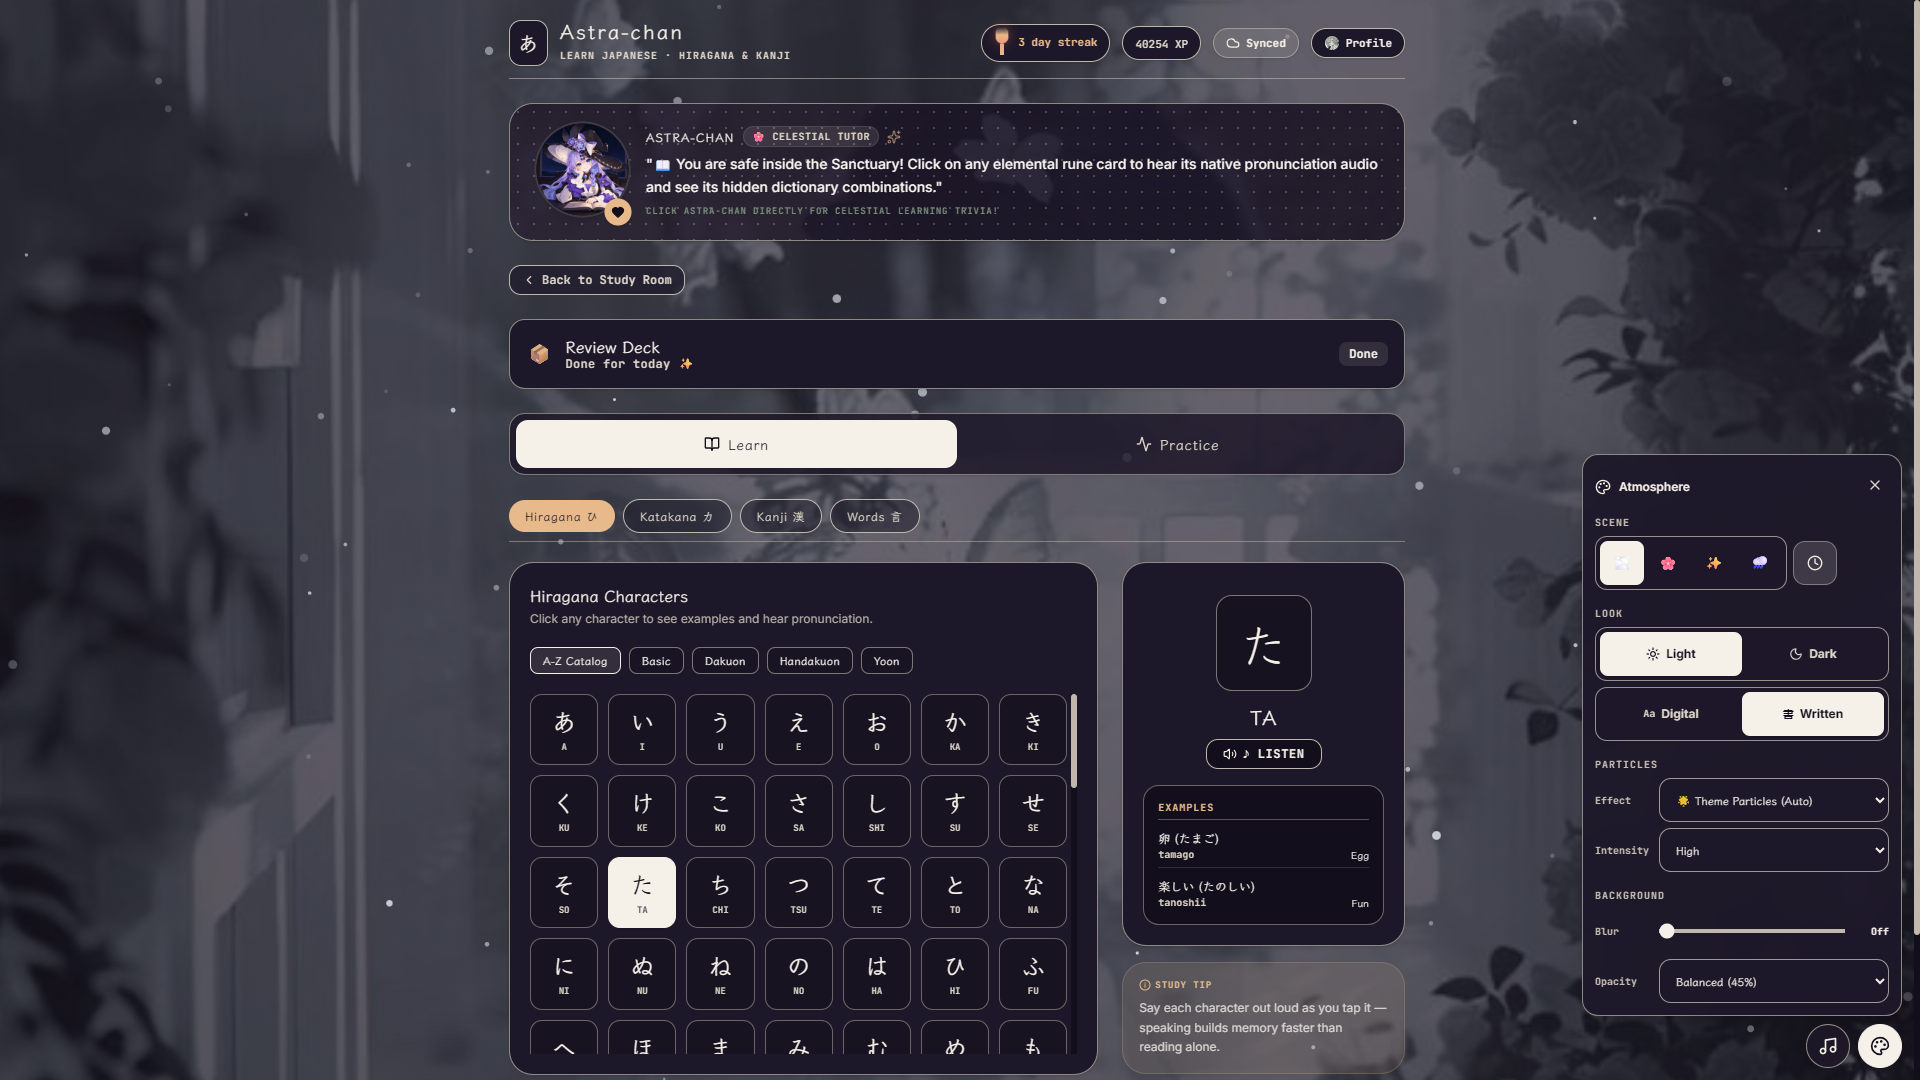 あ
Astra-chan
LEARN JAPANESE · HIRAGANA & KANJI
3 day streak
40254 XP
Synced
Profile
ASTRA-CHAN
🌸 CELESTIAL TUTOR
" 📖 You are safe inside the Sanctuary! Click on any elemental rune card to hear its native pronunciation audio
and see its hidden dictionary combinations."
CLICK ASTRA-CHAN DIRECTLY FOR CELESTIAL LEARNING TRIVIA!
Back to Study Room
Review Deck
Done for today ✨
Done
Learn
Practice
Hiragana ひ
Katakana カ
Kanji 漢
Words 言
Hiragana Characters
Click any character to see examples and hear pronunciation.
A-Z Catalog
Basic
Dakuon
Handakuon
Yoon
あ い う え お か き
A I U E O KA KI
く け こ さ し す せ
KU KE KO SA SHI SU SE
そ た ち つ て と な
SO TA CHI TSU TE TO NA
に ぬ ね の は ひ ふ
NI NU NE NO HA HI FU
へ ほ ま み む め も
た
TA
♪ LISTEN
EXAMPLES
卵 (たまご)
tamago Egg
楽しい (たのしい)
tanoshii Fun
STUDY TIP
Say each character out loud as you tap it —
speaking builds memory faster than
reading alone.
Atmosphere
SCENE
LOOK
Light
Dark
Aa Digital
書 Written
PARTICLES
Effect 🌟 Theme Particles (Auto)
Intensity High
BACKGROUND
Blur Off
Opacity Balanced (45%)